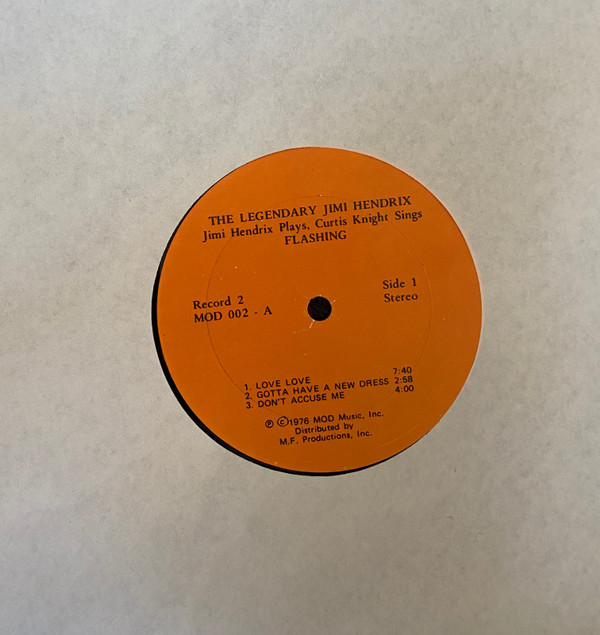 THE LEGENDARY JIMI HENDRIX
Jimi Hendrix Plays, Curtis Knight Sings
FLASHING
Record 2 Side 1
MOD 002 - A Stereo
1. LOVE LOVE 7:40
2. GOTTA HAVE A NEW DRESS 2:58
3. DON'T ACCUSE ME 4:00
℗ ©1976 MOD Music, Inc.
Distributed by
M.F. Productions, Inc.